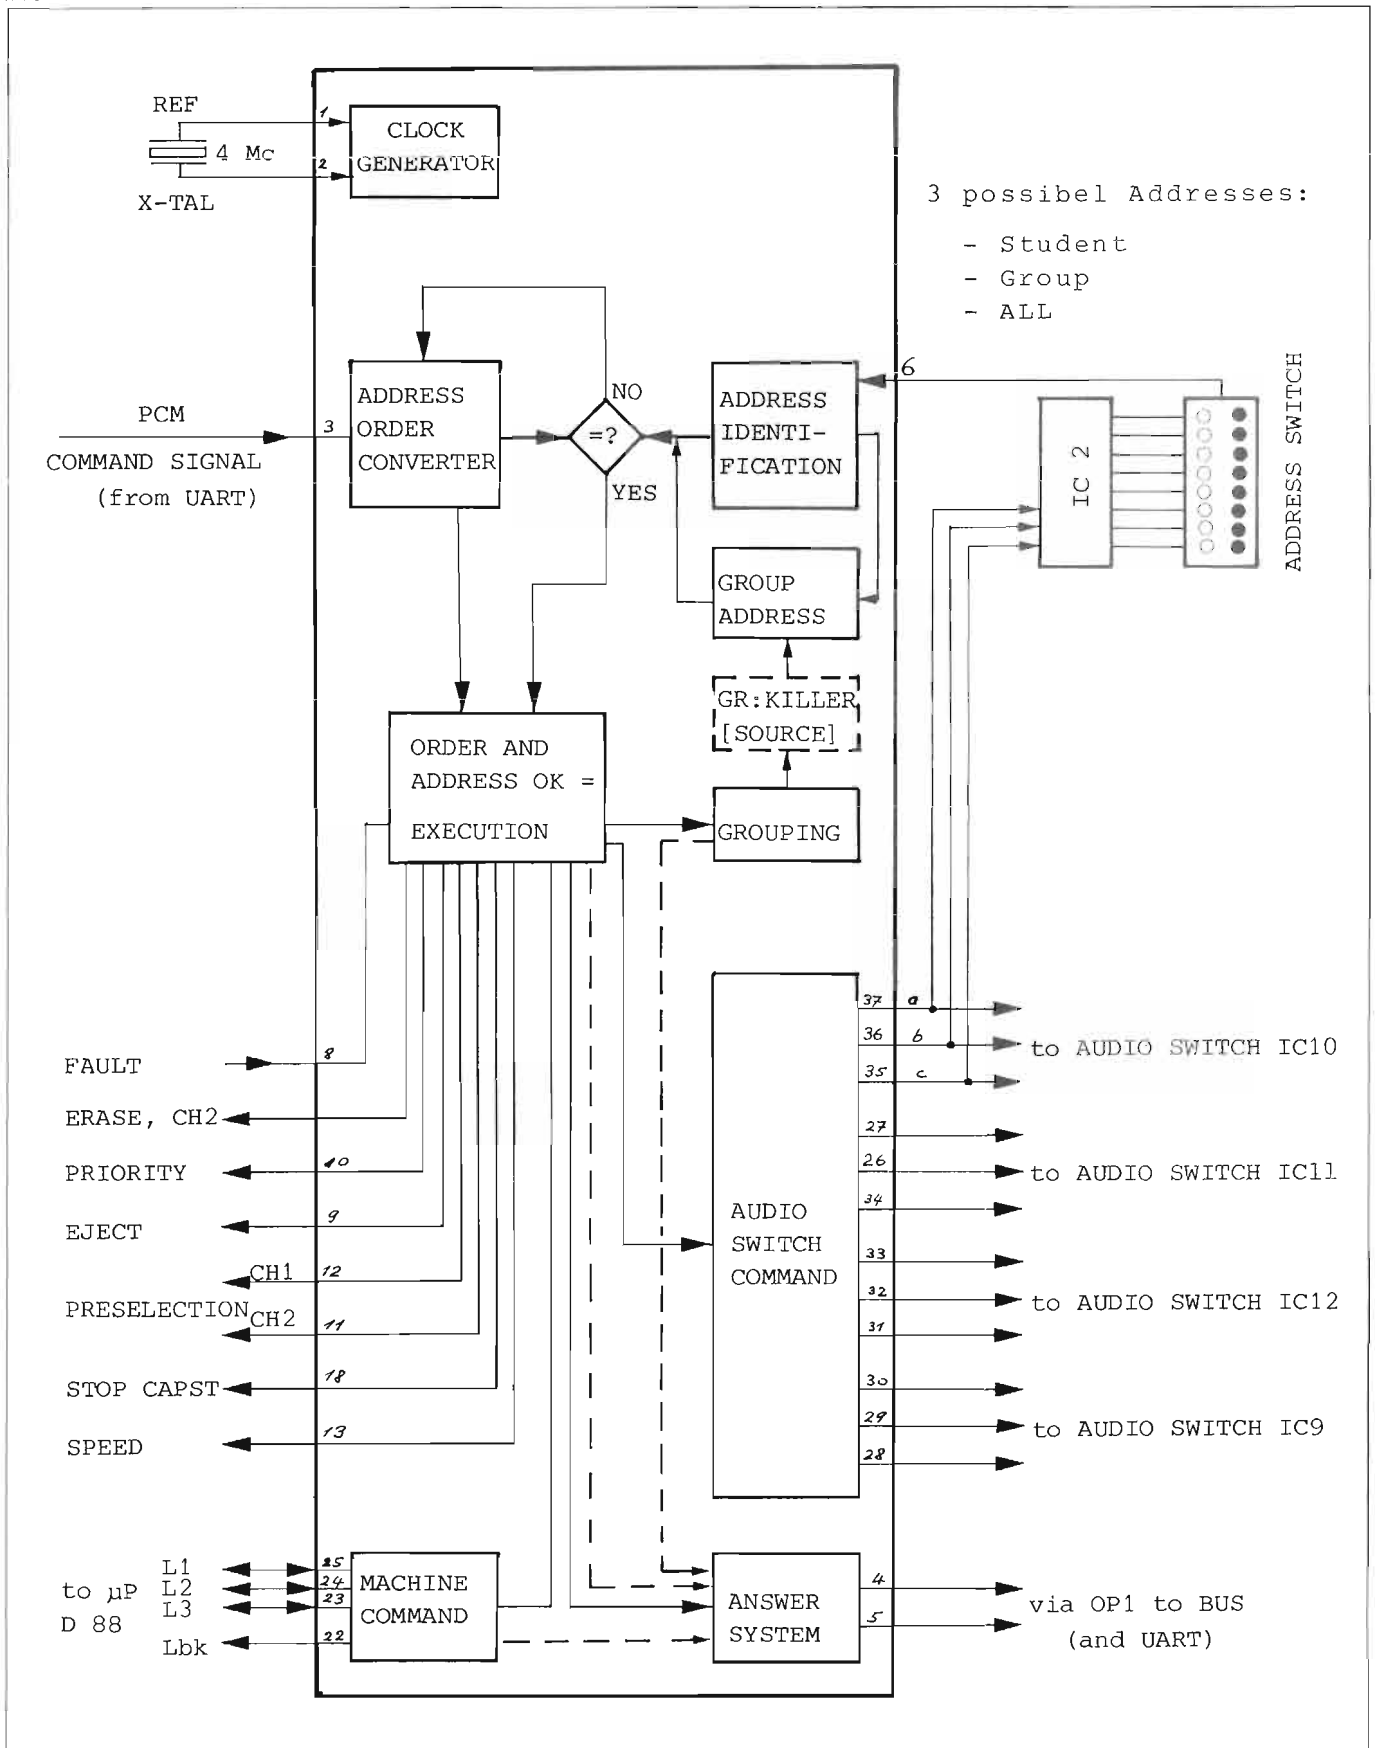 REF
1
CLOCK
GENERATOR
4 Mc
2
X-TAL
3 possibel Addresses:
- Student
- Group
- ALL
PCM
COMMAND SIGNAL
(from UART)
3
ADDRESS
ORDER
CONVERTER
NO
=?
YES
ADDRESS
IDENTI-
FICATION
6
IC 2
ADDRESS SWITCH
GROUP
ADDRESS
GR:KILLER
[SOURCE]
GROUPING
ORDER AND
ADDRESS OK =
EXECUTION
FAULT
8
ERASE, CH2
PRIORITY
10
EJECT
9
CH1
12
PRESELECTION
CH2
11
STOP CAPST
18
SPEED
13
AUDIO
SWITCH
COMMAND
37 a
36 b
35 c
to AUDIO SWITCH IC10
27
26
34
to AUDIO SWITCH IC11
33
32
31
to AUDIO SWITCH IC12
30
29
28
to AUDIO SWITCH IC9
to µP
D 88
L1
L2
L3
Lbk
25
24
23
22
MACHINE
COMMAND
ANSWER
SYSTEM
4
5
via OP1 to BUS
(and UART)